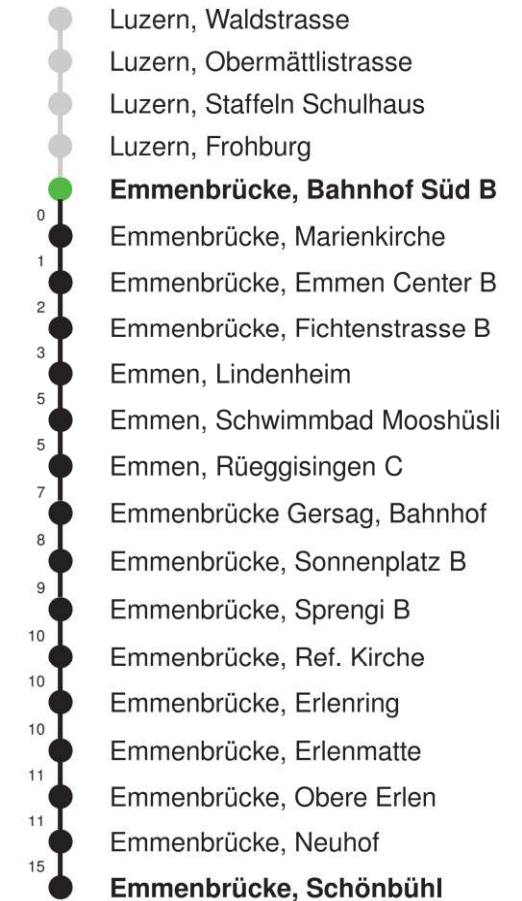 Luzern, Waldstrasse
Luzern, Obermättlistrasse
Luzern, Staffeln Schulhaus
Luzern, Frohburg
Emmenbrücke, Bahnhof Süd B
0
Emmenbrücke, Marienkirche
1
Emmenbrücke, Emmen Center B
2
Emmenbrücke, Fichtenstrasse B
3
Emmen, Lindenheim
5
Emmen, Schwimmbad Mooshüsli
5
Emmen, Rüeggisingen C
7
Emmenbrücke Gersag, Bahnhof
8
Emmenbrücke, Sonnenplatz B
9
Emmenbrücke, Sprengi B
10
Emmenbrücke, Ref. Kirche
10
Emmenbrücke, Erlenring
10
Emmenbrücke, Erlenmatte
11
Emmenbrücke, Obere Erlen
11
Emmenbrücke, Neuhof
15
Emmenbrücke, Schönbühl